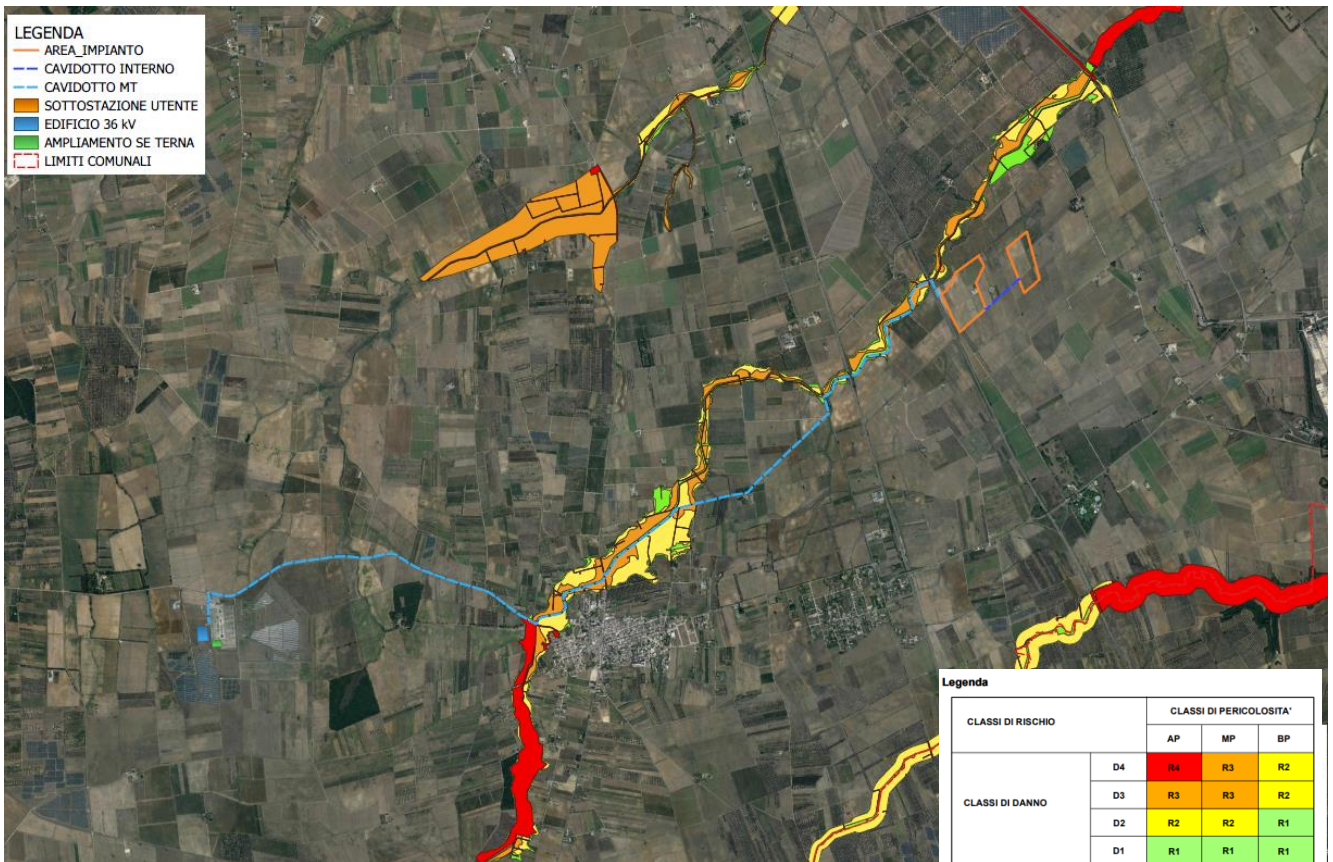 LEGENDA
AREA_IMPIANTO
CAVIDOTTO INTERNO
CAVIDOTTO MT
SOTTOSTAZIONE UTENTE
EDIFICIO 36 kV
AMPLIAMENTO SE TERNA
LIMITI COMUNALI
Legenda
CLASSI DI RISCHIO
CLASSI DI PERICOLOSITA'
AP MP BP
CLASSI DI DANNO
D4 R4 R3 R2
D3 R3 R3 R2
D2 R2 R2 R1
D1 R1 R1 R1